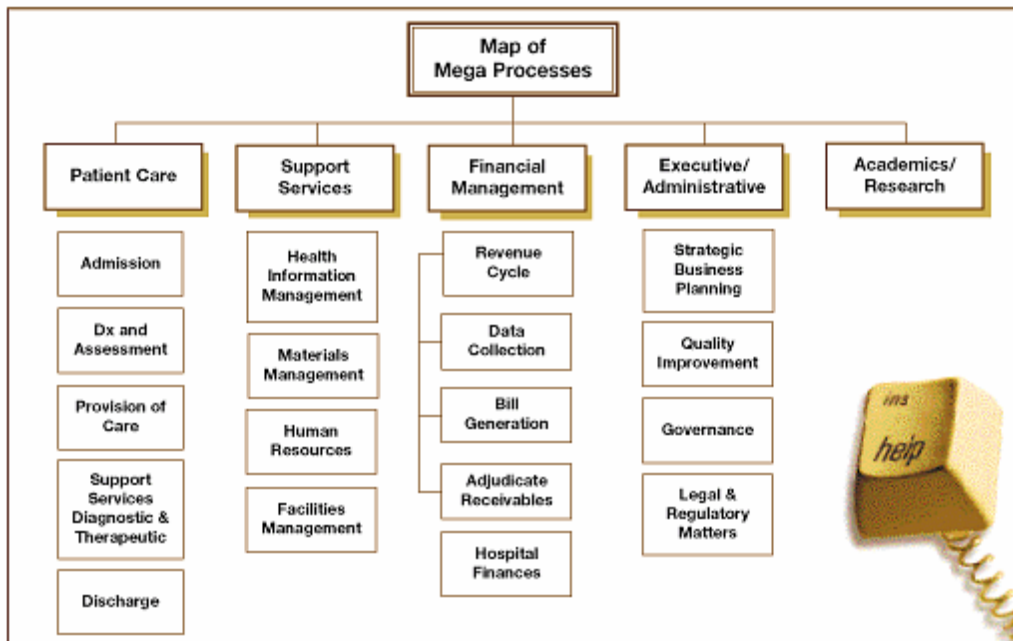 Map of
Mega Processes
Patient Care
Support
Services
Financial
Management
Executive/
Administrative
Academics/
Research
Admission
Dx and
Assessment
Provision of
Care
Support
Services
Diagnostic &
Therapeutic
Discharge
Health
Information
Management
Materials
Management
Human
Resources
Facilities
Management
Revenue
Cycle
Data
Collection
Bill
Generation
Adjudicate
Receivables
Hospital
Finances
Strategic
Business
Planning
Quality
Improvement
Governance
Legal &
Regulatory
Matters
ins
help